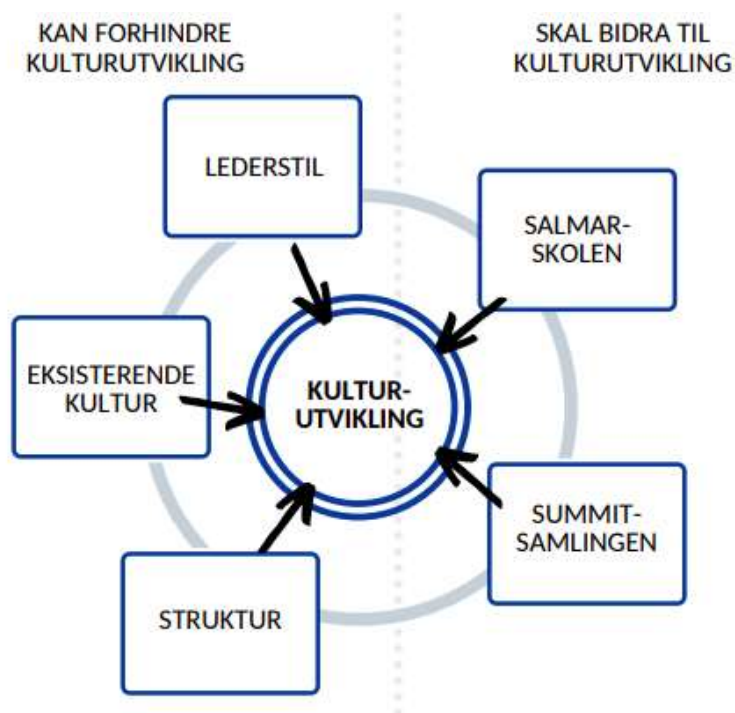 KAN FORHINDRE
KULTURUTVIKLING
SKAL BIDRA TIL
KULTURUTVIKLING
LEDERSTIL
SALMAR-
SKOLEN
EKSISTERENDE
KULTUR
KULTUR-
UTVIKLING
SUMMIT-
SAMLINGEN
STRUKTUR